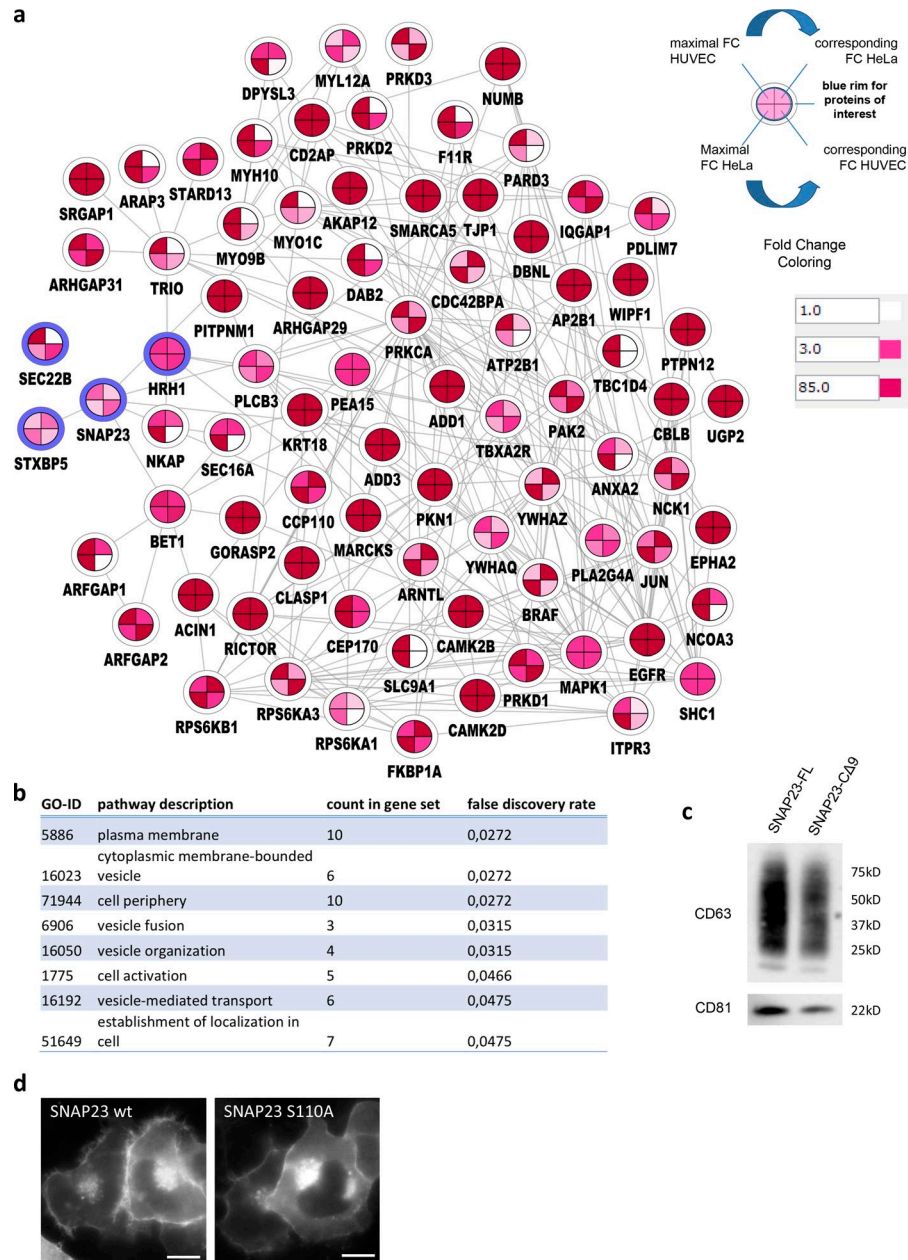 a
maximal FC
HUVEC
corresponding
FC HeLa
blue rim for
proteins of
interest
Maximal
FC HeLa
corresponding
FC HUVEC
Fold Change
Coloring
1.0
3.0
85.0
DPYSL3
MYL12A
PRKD3
NUMB
CD2AP
PRKD2
F11R
MYH10
PARD3
SRGAP1
ARAP3
STARD13
AKAP12
SMARCA5
TJP1
IQGAP1
PDLIM7
MYO9B
MYO1C
DBNL
ARHGAP31
TRIO
DAB2
CDC42BPA
AP2B1
WIPF1
PITPNM1
ARHGAP29
PRKCA
ATP2B1
TBC1D4
PTPN12
SEC22B
HRH1
PLCB3
PEA15
ADD1
TBXA2R
PAK2
CBLB
UGP2
STXBP5
SNAP23
NKAP
SEC16A
KRT18
ADD3
ANXA2
NCK1
BET1
GORASP2
CCP110
MARCKS
PKN1
YWHAZ
YWHAQ
PLA2G4A
JUN
EPHA2
ARFGAP1
CLASP1
ARNTL
BRAF
ARFGAP2
ACIN1
RICTOR
CEP170
CAMK2B
NCOA3
RPS6KB1
RPS6KA3
SLC9A1
PRKD1
MAPK1
EGFR
SHC1
RPS6KA1
CAMK2D
ITPR3
FKBP1A
b
GO-ID pathway description count in gene set false discovery rate
5886 plasma membrane 10 0,0272
cytoplasmic membrane-bounded
16023 vesicle 6 0,0272
71944 cell periphery 10 0,0272
6906 vesicle fusion 3 0,0315
16050 vesicle organization 4 0,0315
1775 cell activation 5 0,0466
16192 vesicle-mediated transport 6 0,0475
establishment of localization in
51649 cell 7 0,0475
c
SNAP23-FL
SNAP23-CΔ9
CD63
75kD
50kD
37kD
25kD
CD81
22kD
d
SNAP23 wt
SNAP23 S110A